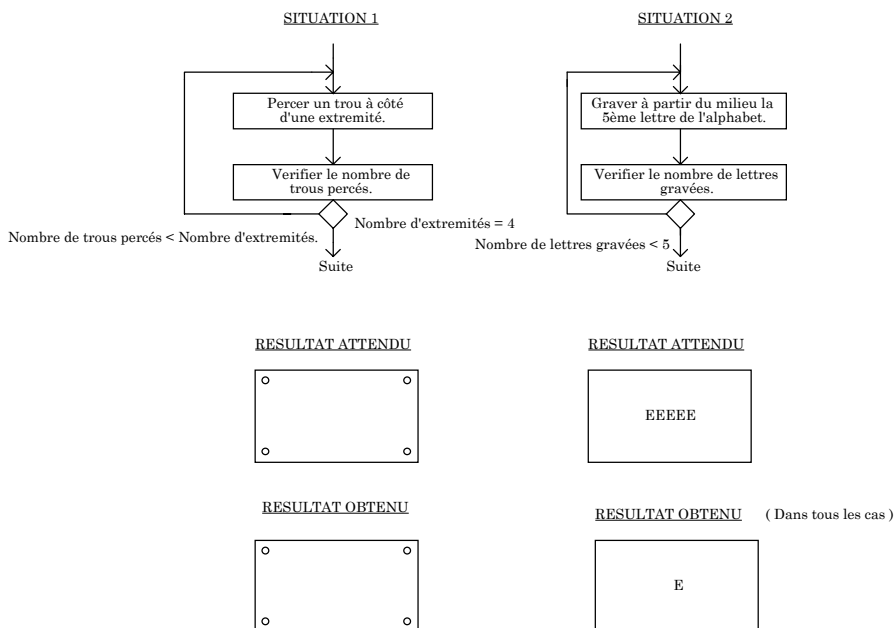 SITUATION 1
Percer un trou à côté
d'une extremité.
Verifier le nombre de
trous percés.
Nombre d'extremités = 4
Nombre de trous percés < Nombre d'extremités.
Suite
SITUATION 2
Graver à partir du milieu la
5ème lettre de l'alphabet.
Verifier le nombre de lettres
gravées.
Nombre de lettres gravées < 5
Suite
RESULTAT ATTENDU
RESULTAT ATTENDU
EEEEE
RESULTAT OBTENU
RESULTAT OBTENU ( Dans tous les cas )
E